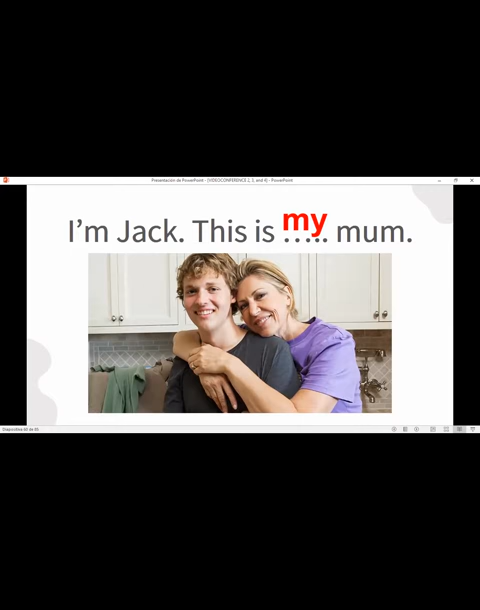 Presentación de PowerPoint - [VIDEOCONFERENCE 2, 3, and 4] - PowerPoint
I'm Jack. This is my ..... mum.